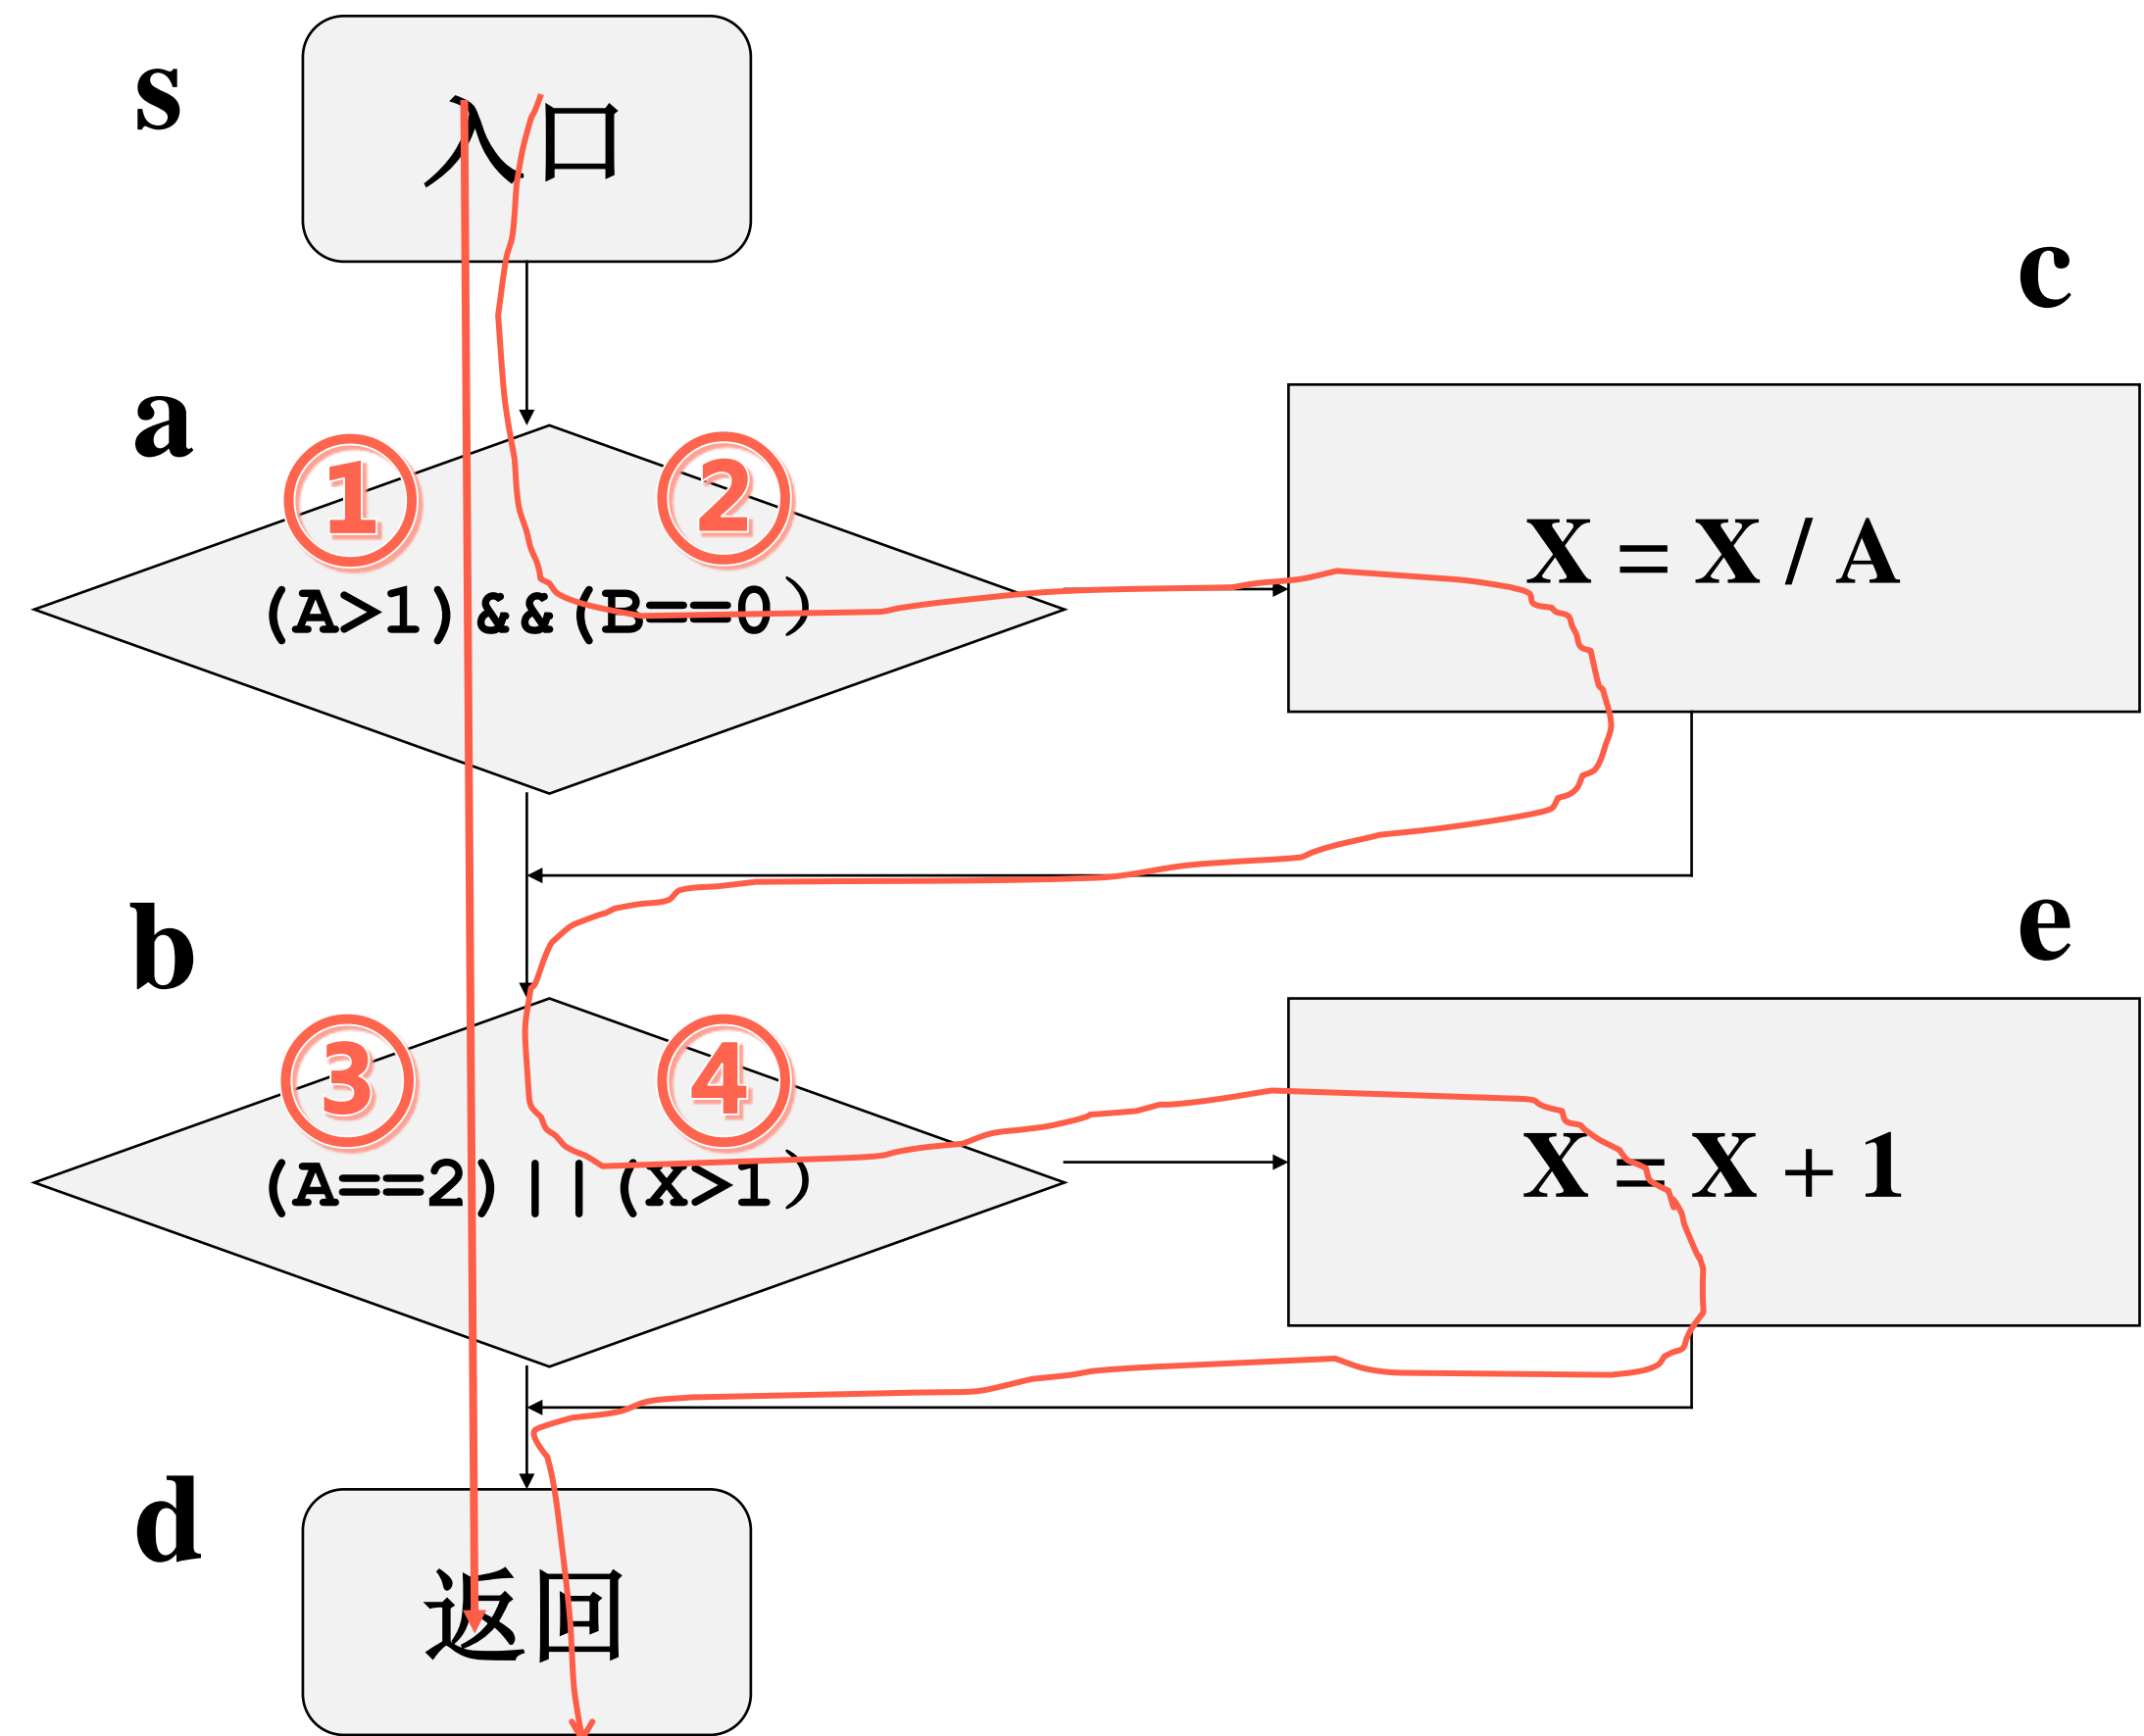 s
入口
c
a
① ②
(A>1) && (B==0)
X = X / A
b
e
③ ④
(A==2) || (X>1)
X = X + 1
d
返回